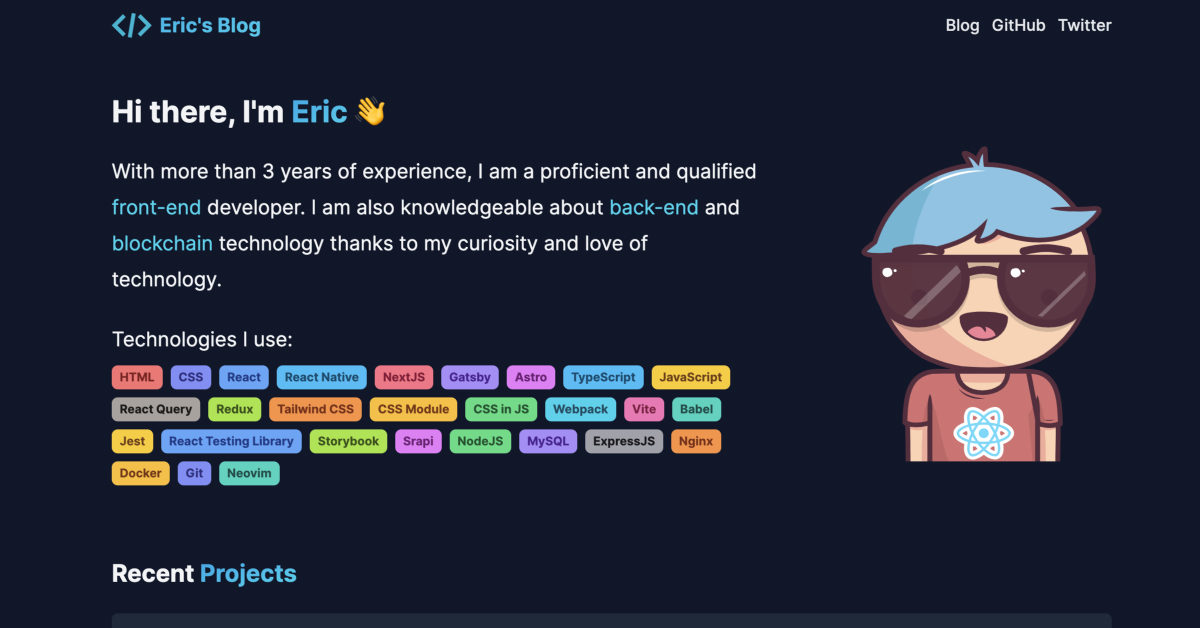 </> Eric's Blog
Blog GitHub Twitter
Hi there, I'm Eric 👋
With more than 3 years of experience, I am a proficient and qualified
front-end developer. I am also knowledgeable about back-end and
blockchain technology thanks to my curiosity and love of
technology.
Technologies I use:
HTML CSS React React Native NextJS Gatsby Astro TypeScript JavaScript
React Query Redux Tailwind CSS CSS Module CSS in JS Webpack Vite Babel
Jest React Testing Library Storybook Srapi NodeJS MySQL ExpressJS Nginx
Docker Git Neovim
Recent Projects